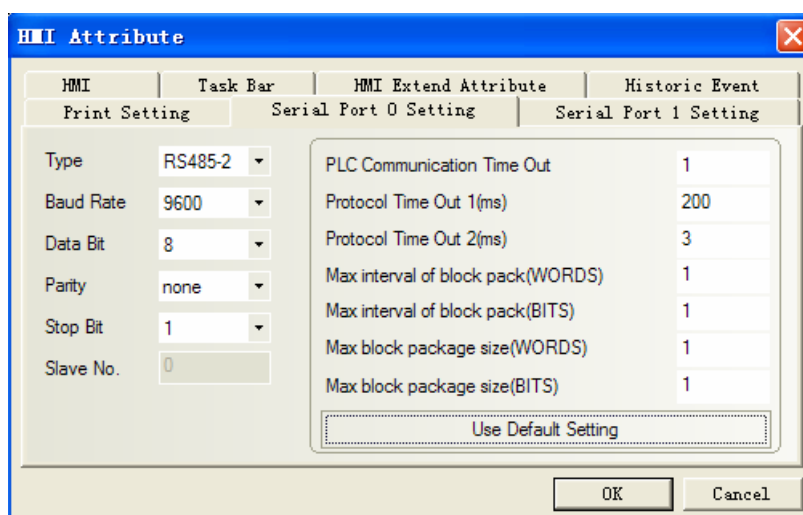 HMI Attribute
HMI Task Bar HMI Extend Attribute Historic Event
Print Setting Serial Port 0 Setting Serial Port 1 Setting
Type RS485-2
Baud Rate 9600
Data Bit 8
Parity none
Stop Bit 1
Slave No. 0
PLC Communication Time Out 1
Protocol Time Out 1(ms) 200
Protocol Time Out 2(ms) 3
Max interval of block pack(WORDS) 1
Max interval of block pack(BITS) 1
Max block package size(WORDS) 1
Max block package size(BITS) 1
Use Default Setting
OK Cancel